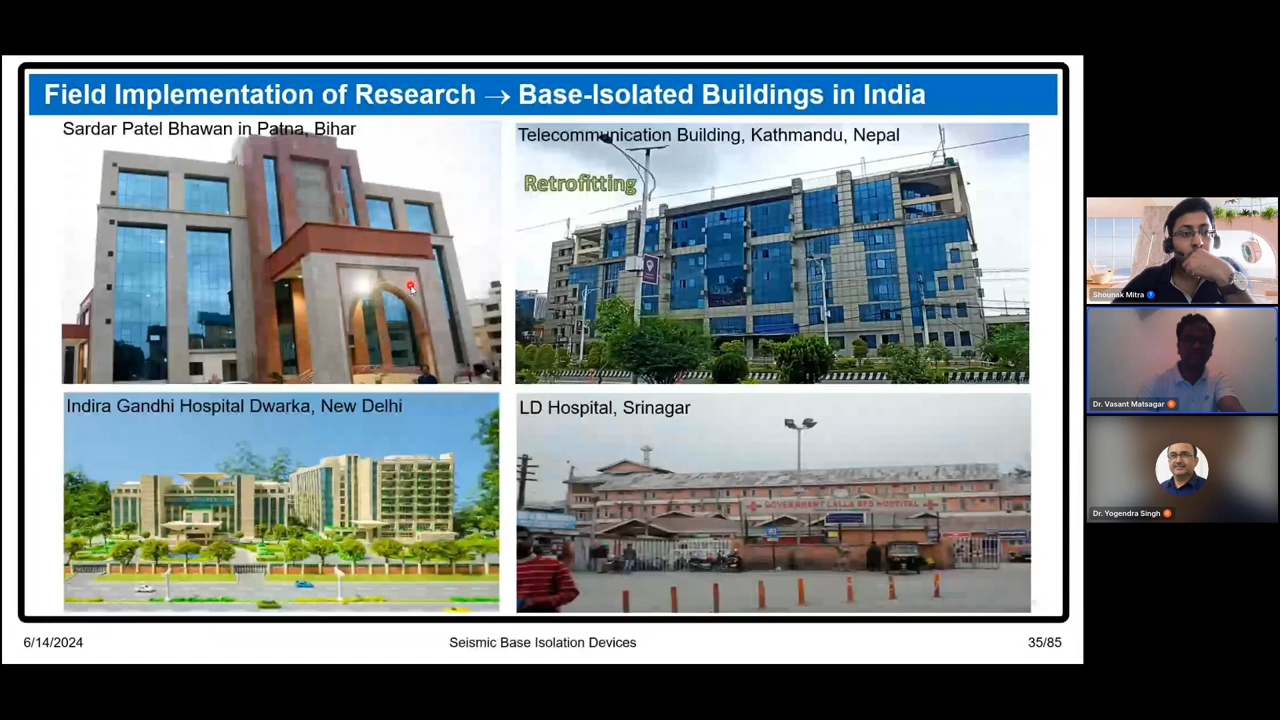 Field Implementation of Research → Base-Isolated Buildings in India
Sardar Patel Bhawan in Patna, Bihar
Telecommunication Building, Kathmandu, Nepal
Retrofitting
Indira Gandhi Hospital Dwarka, New Delhi
LD Hospital, Srinagar
GOVERNMENT LALLA DED HOSPITAL
6/14/2024
Seismic Base Isolation Devices
35/85
Shounak Mitra
Dr. Vasant Matsagar
Dr. Yogendra Singh